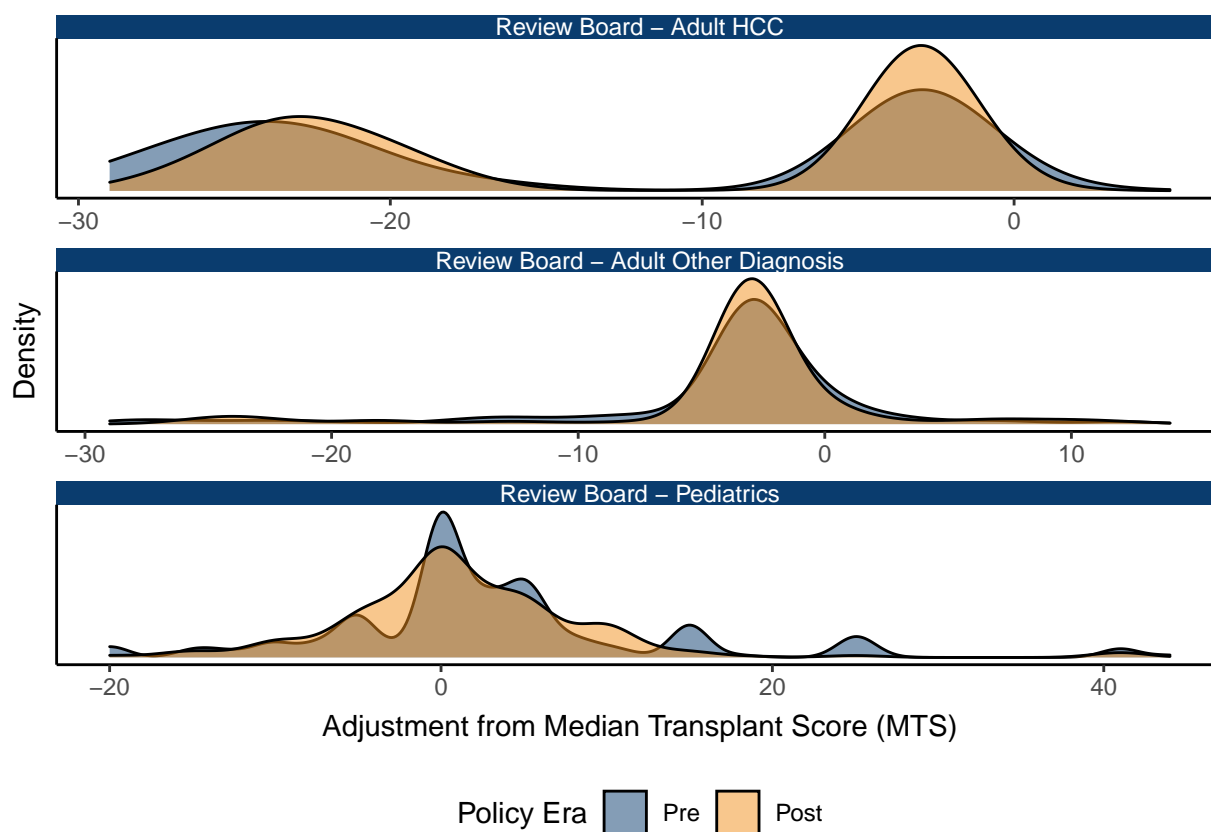 Review Board – Adult HCC
−30 −20 −10 0
Review Board – Adult Other Diagnosis
−30 −20 −10 0 10
Review Board – Pediatrics
−20 0 20 40
Density
Adjustment from Median Transplant Score (MTS)
Policy Era Pre Post